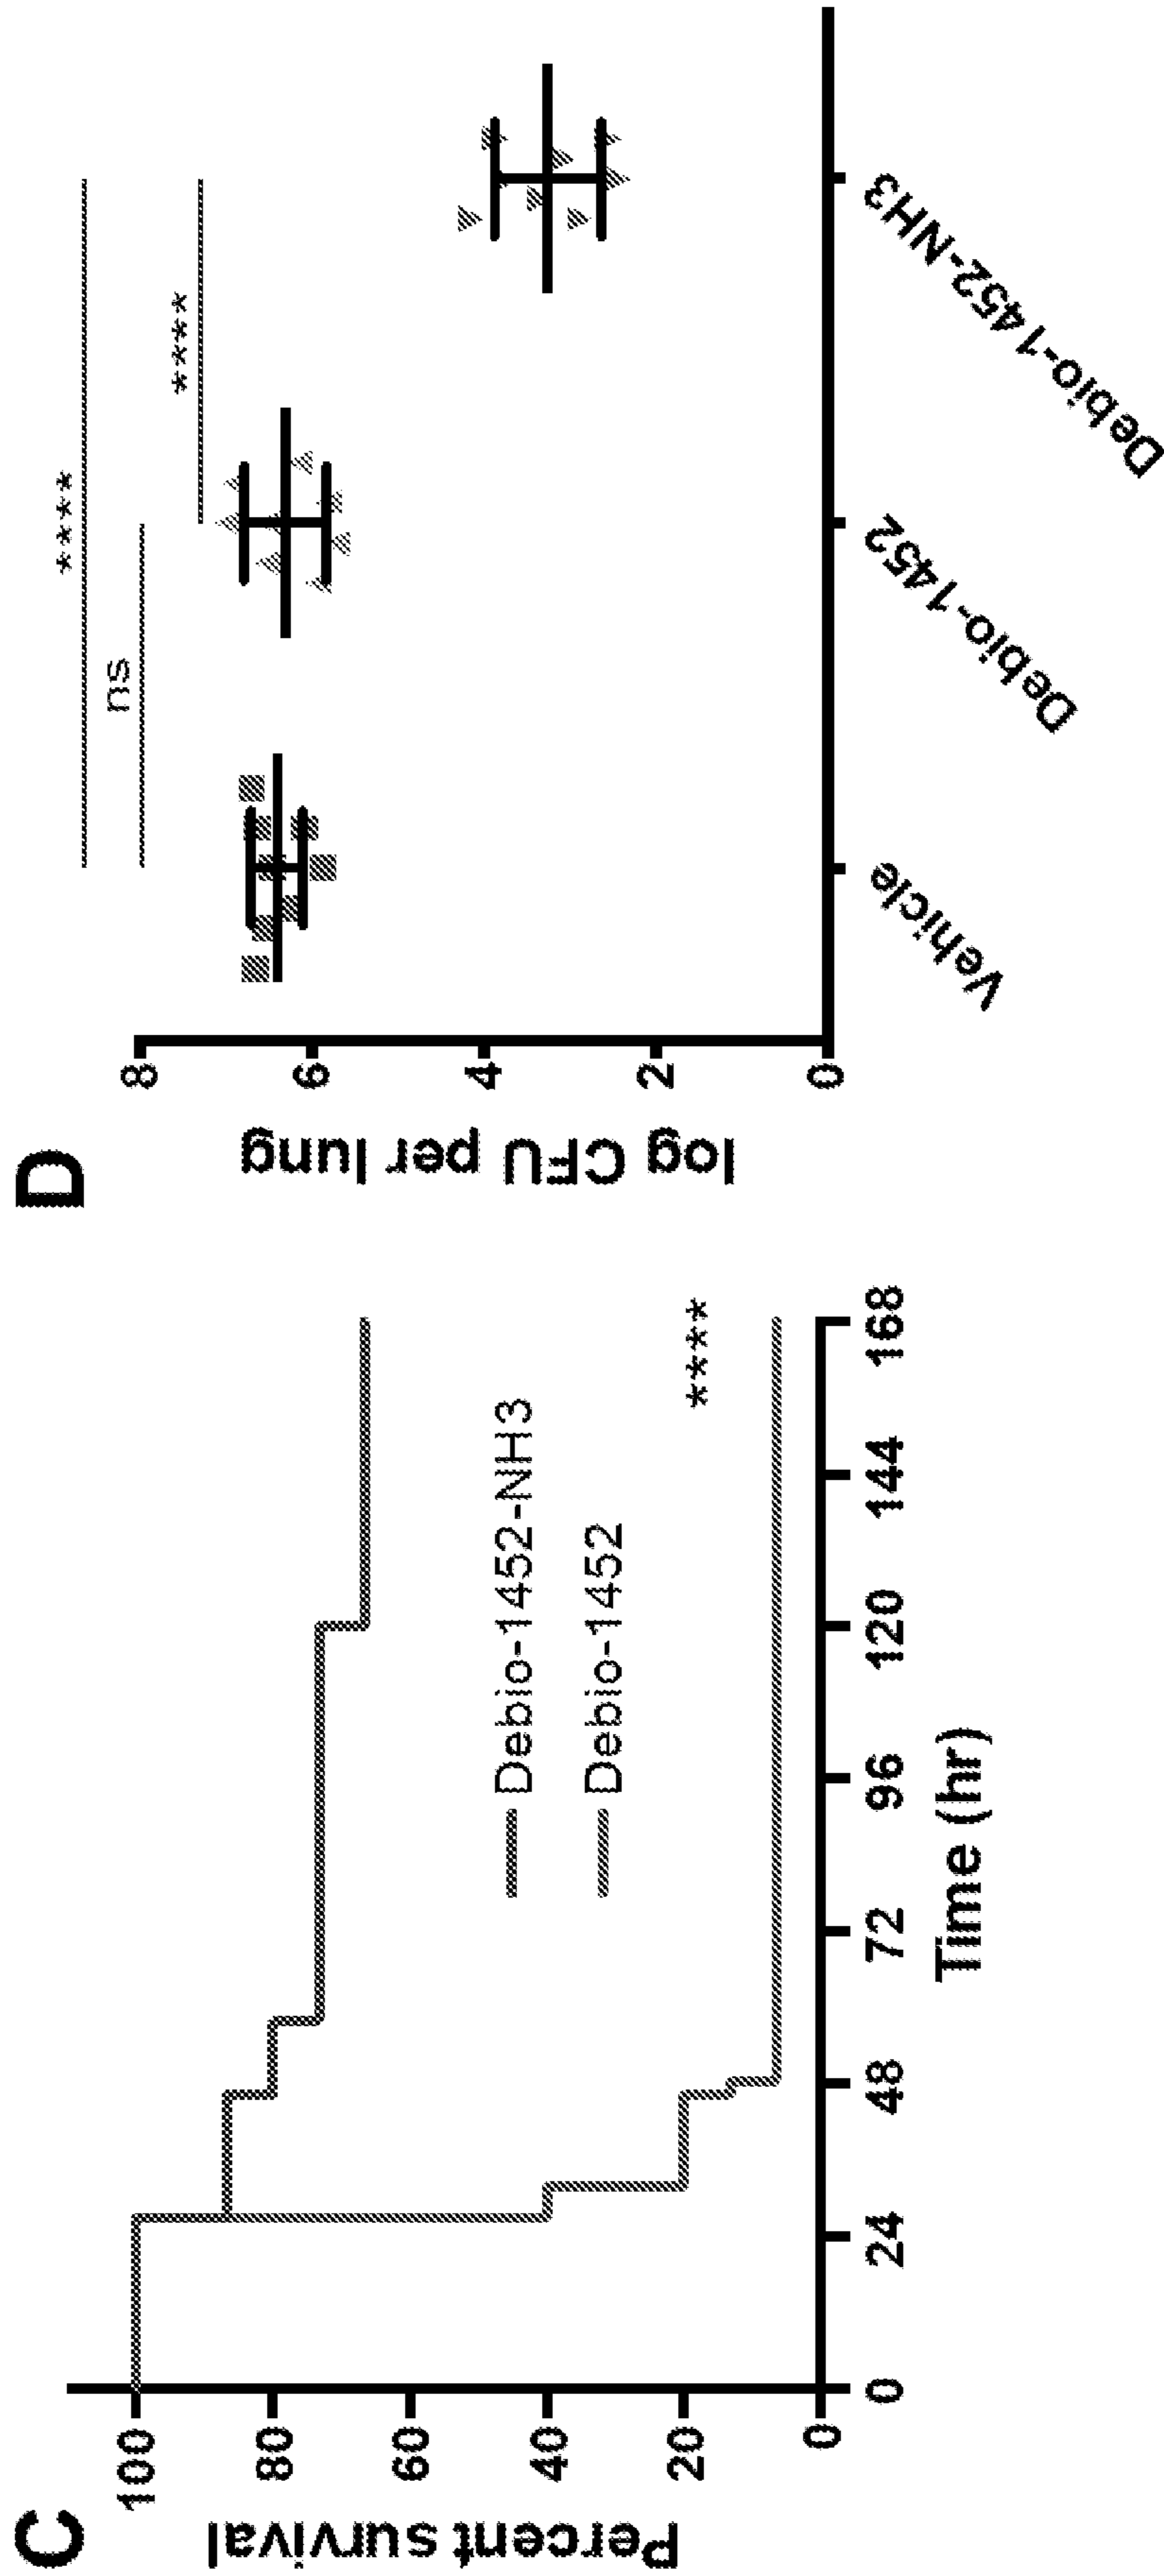 C
Percent survival
100
80
60
40
20
0
0 24 48 72 96 120 144 168
Time (hr)
Debio-1452-NH3
Debio-1452
****
D
log CFU per lung
8
6
4
2
0
****
ns
****
Vehicle
Debio-1452
Debio-1452-NH3